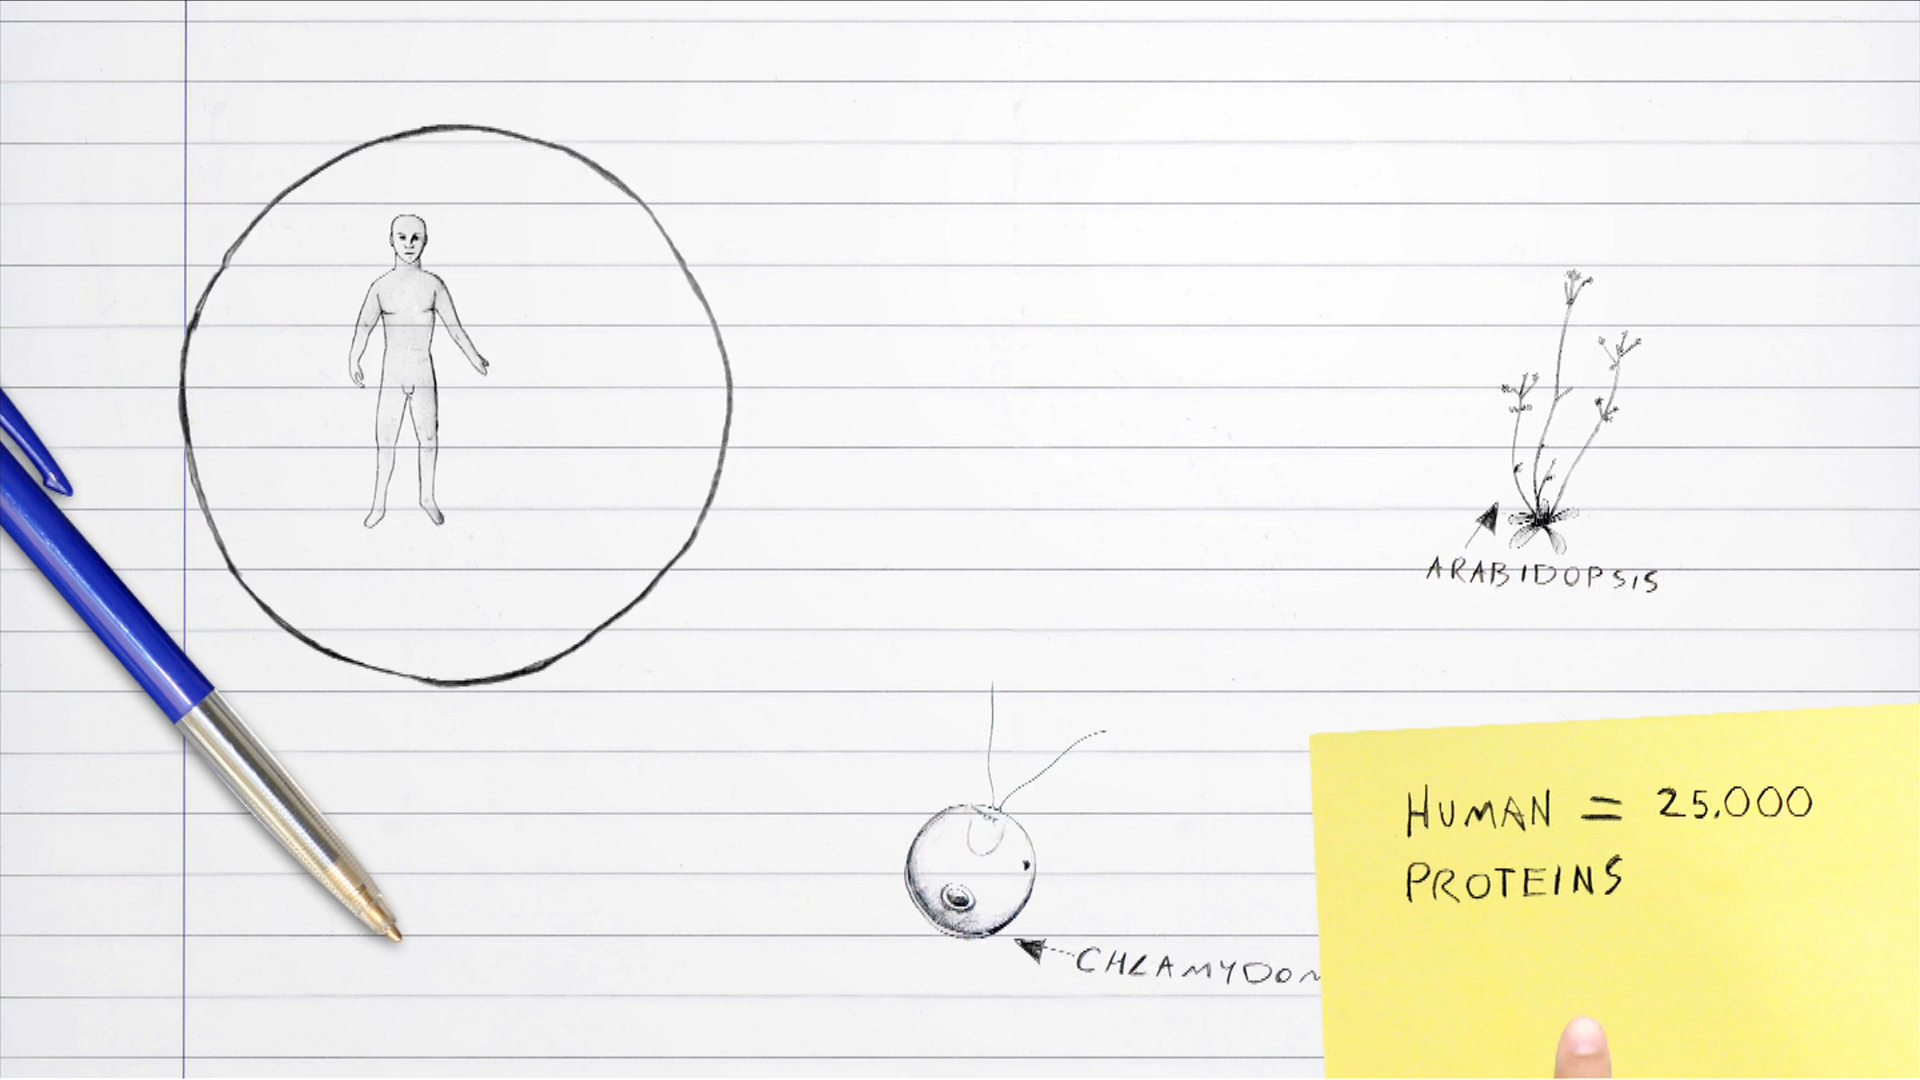 ARABIDOPSIS
HUMAN = 25,000
PROTEINS